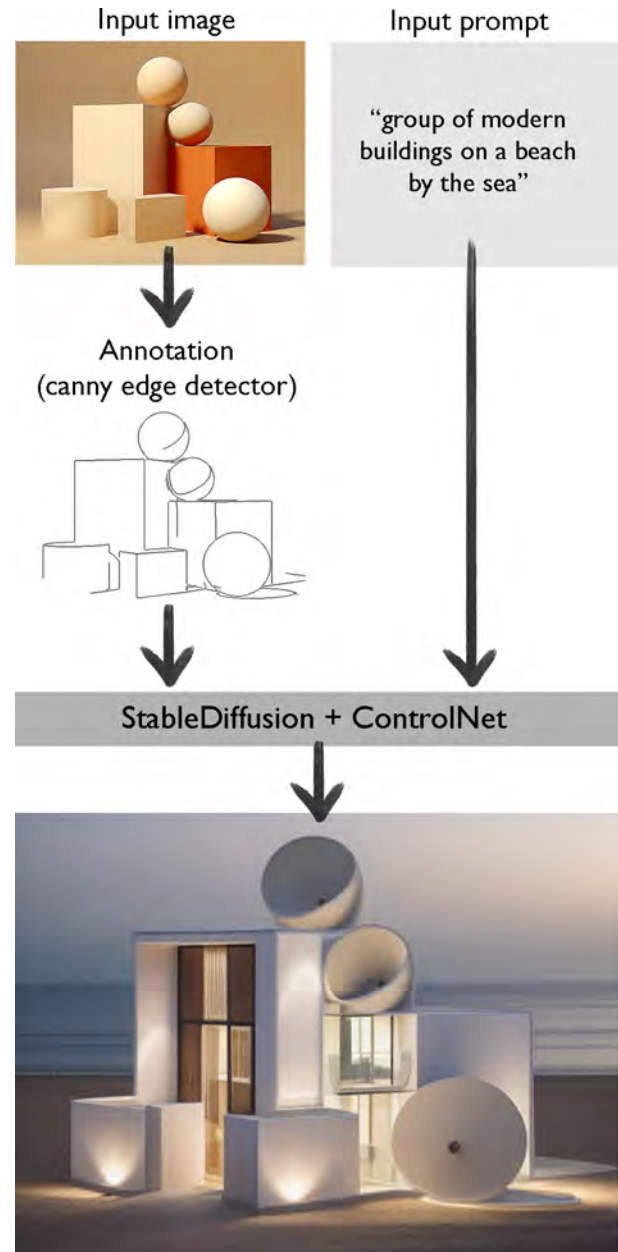 Input image
Input prompt
“group of modern
buildings on a beach
by the sea”
Annotation
(canny edge detector)
StableDiffusion + ControlNet